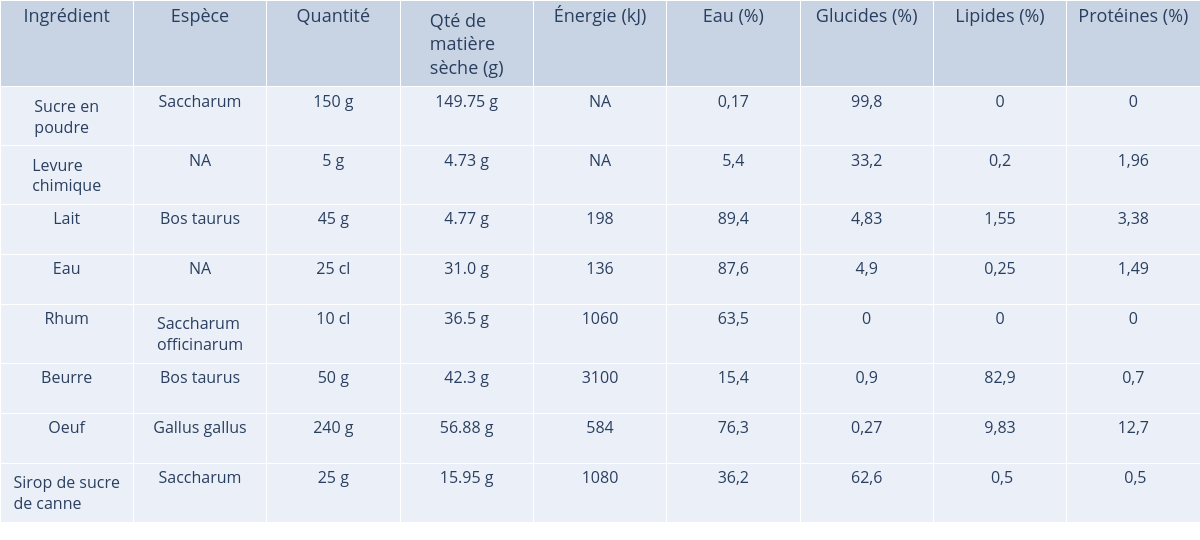 Ingrédient Espèce Quantité Qté de matière sèche (g) Énergie (kJ) Eau (%) Glucides (%) Lipides (%) Protéines (%)
Sucre en poudre Saccharum 150 g 149.75 g NA 0,17 99,8 0 0
Levure chimique NA 5 g 4.73 g NA 5,4 33,2 0,2 1,96
Lait Bos taurus 45 g 4.77 g 198 89,4 4,83 1,55 3,38
Eau NA 25 cl 31.0 g 136 87,6 4,9 0,25 1,49
Rhum Saccharum officinarum 10 cl 36.5 g 1060 63,5 0 0 0
Beurre Bos taurus 50 g 42.3 g 3100 15,4 0,9 82,9 0,7
Oeuf Gallus gallus 240 g 56.88 g 584 76,3 0,27 9,83 12,7
Sirop de sucre de canne Saccharum 25 g 15.95 g 1080 36,2 62,6 0,5 0,5